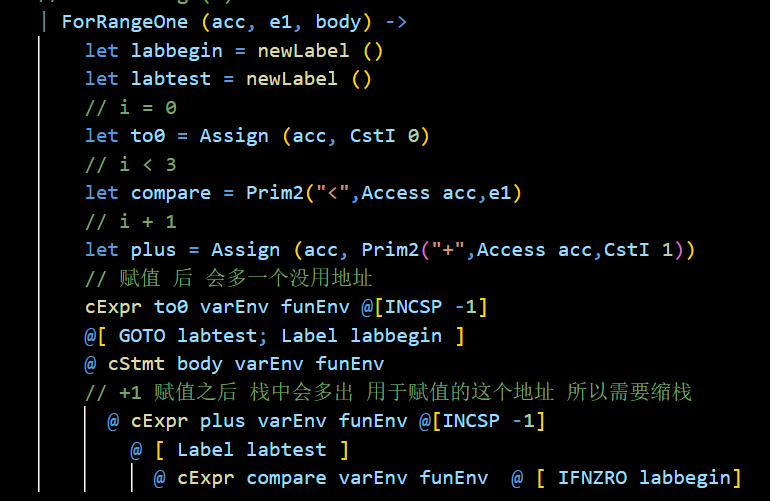 | ForRangeOne (acc, e1, body) ->
let labbegin = newLabel ()
let labtest = newLabel ()
// i = 0
let to0 = Assign (acc, CstI 0)
// i < 3
let compare = Prim2("<",Access acc,e1)
// i + 1
let plus = Assign (acc, Prim2("+",Access acc,CstI 1))
// 赋值 后 会多一个没用地址
cExpr to0 varEnv funEnv @[INCSP -1]
@[ GOTO labtest; Label labbegin ]
@ cStmt body varEnv funEnv
// +1 赋值之后 栈中会多出 用于赋值的这个地址 所以需要缩栈
@ cExpr plus varEnv funEnv @[INCSP -1]
@ [ Label labtest ]
@ cExpr compare varEnv funEnv @ [ IFNZRO labbegin]